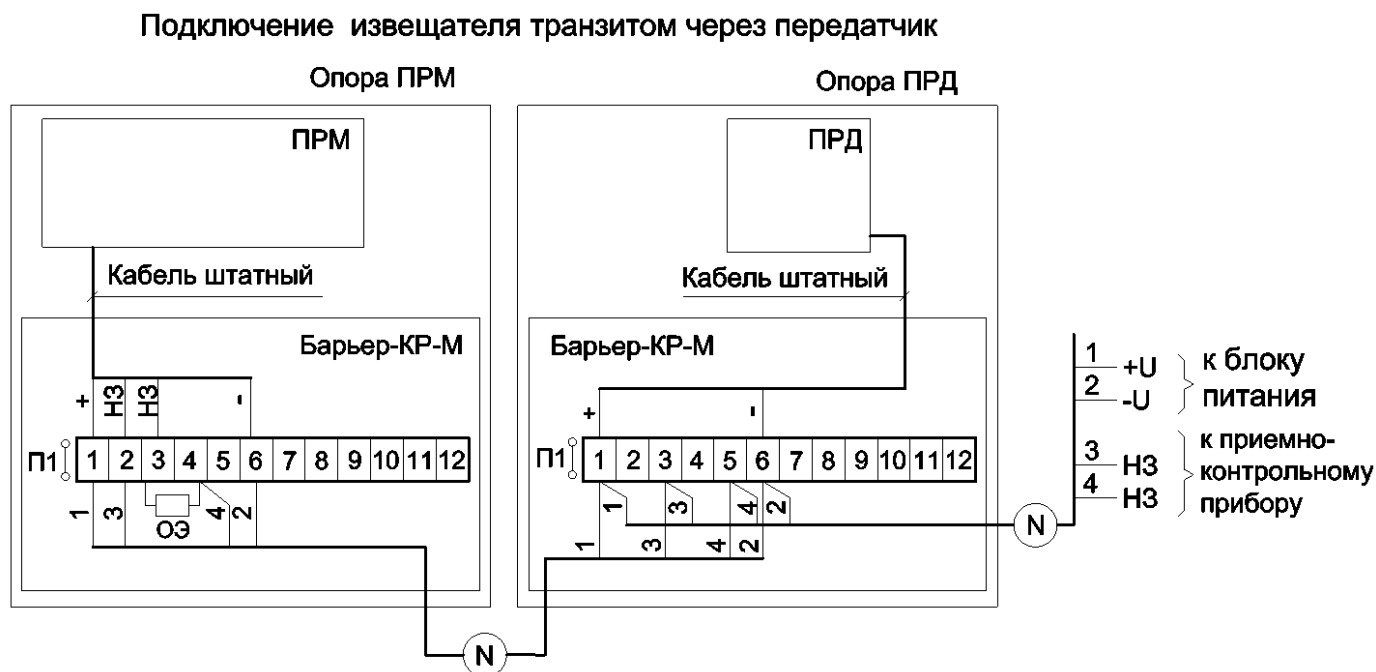 Подключение извещателя транзитом через передатчик
Опора ПРМ
ПРМ
Кабель штатный
Барьер-КР-М
+ НЗ НЗ -
П1 1 2 3 4 5 6 7 8 9 10 11 12
1 3 ОЭ 4 2
Опора ПРД
ПРД
Кабель штатный
Барьер-КР-М
+ -
П1 1 2 3 4 5 6 7 8 9 10 11 12
1 3 4 2
1 3 4 2
N
N
1 +U
2 -U
к блоку
питания
3 НЗ
4 НЗ
к приемно-
контрольному
прибору